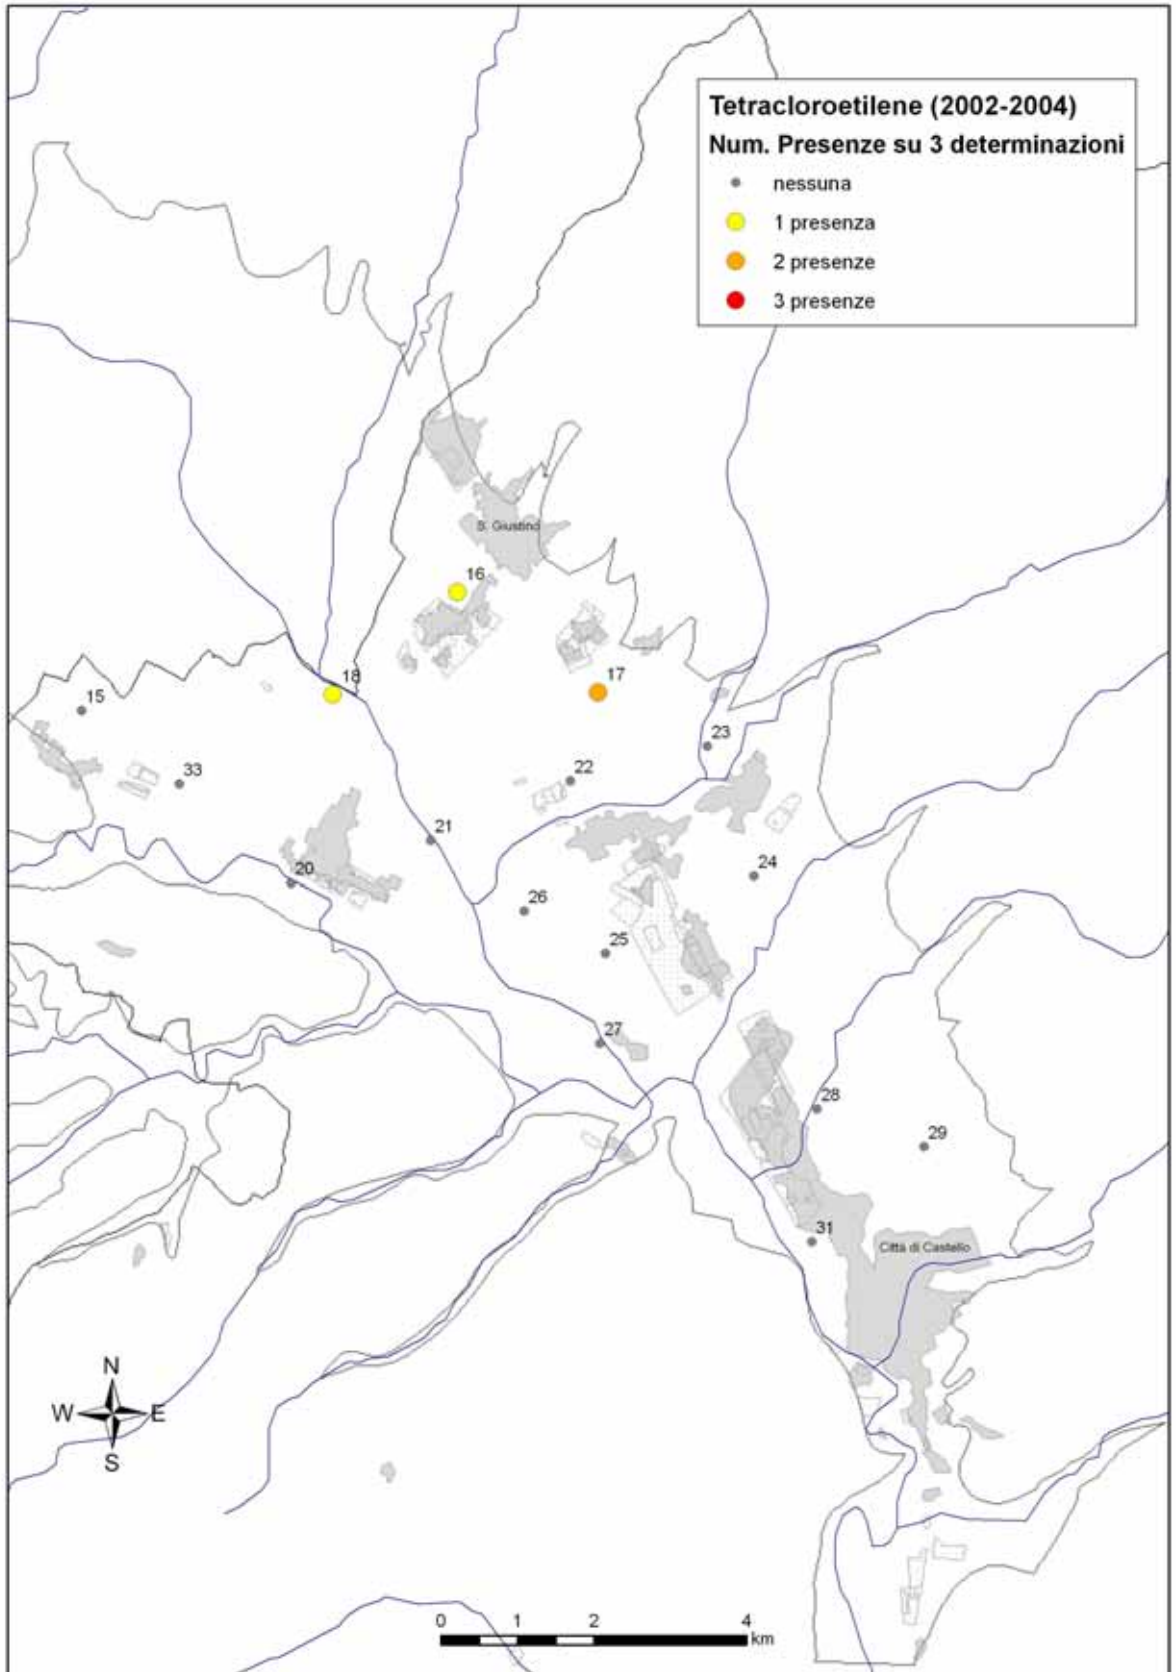 Tetracloroetilene (2002-2004)
Num. Presenze su 3 determinazioni
nessuna
1 presenza
2 presenze
3 presenze
S. Giustino
16
18
17
15
23
33
22
21
20
24
26
25
27
28
29
31
Città di Castello
N
W E
S
0 1 2 4
km